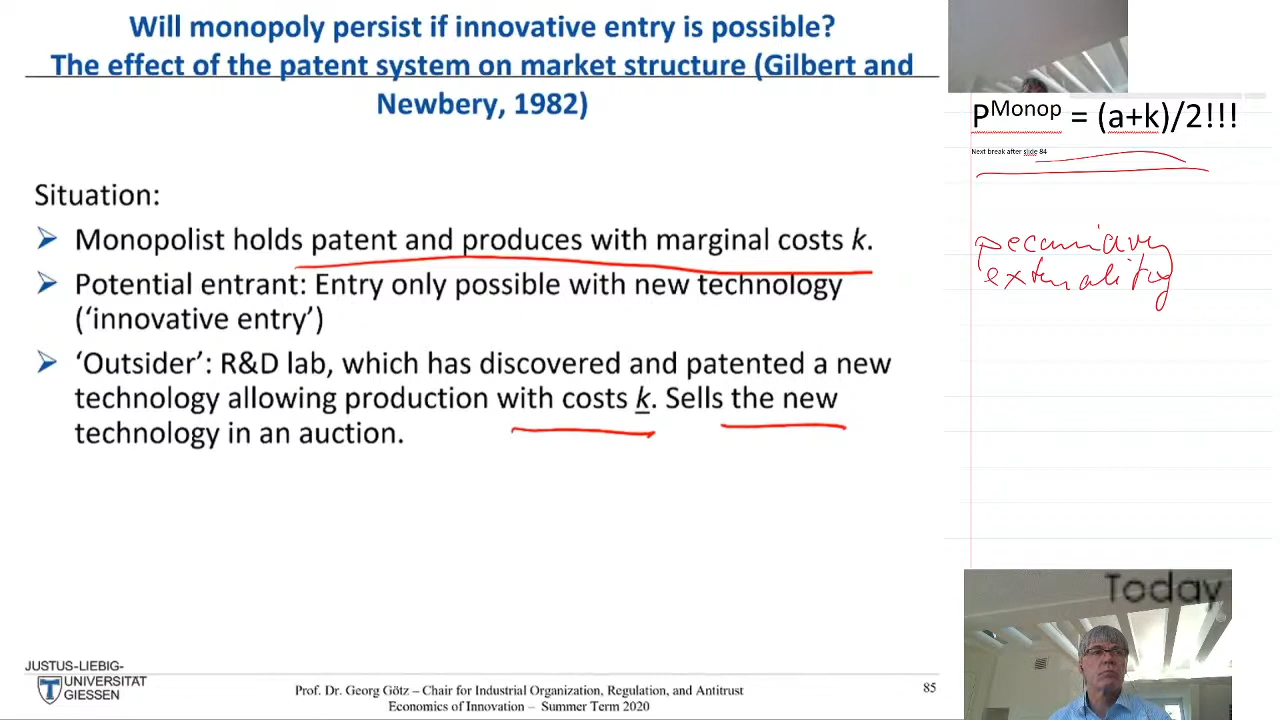 Will monopoly persist if innovative entry is possible?
The effect of the patent system on market structure (Gilbert and
Newbery, 1982)
Situation:
Monopolist holds patent and produces with marginal costs k.
Potential entrant: Entry only possible with new technology
(‘innovative entry’)
‘Outsider’: R&D lab, which has discovered and patented a new
technology allowing production with costs k. Sells the new
technology in an auction.
JUSTUS-LIEBIG-
UNIVERSITAT
GIESSEN
Prof. Dr. Georg Götz – Chair for Industrial Organization, Regulation, and Antitrust
Economics of Innovation – Summer Term 2020
85
PMonop = (a+k)/2!!!
Next break after slide 84
pecuniary
externality
Today